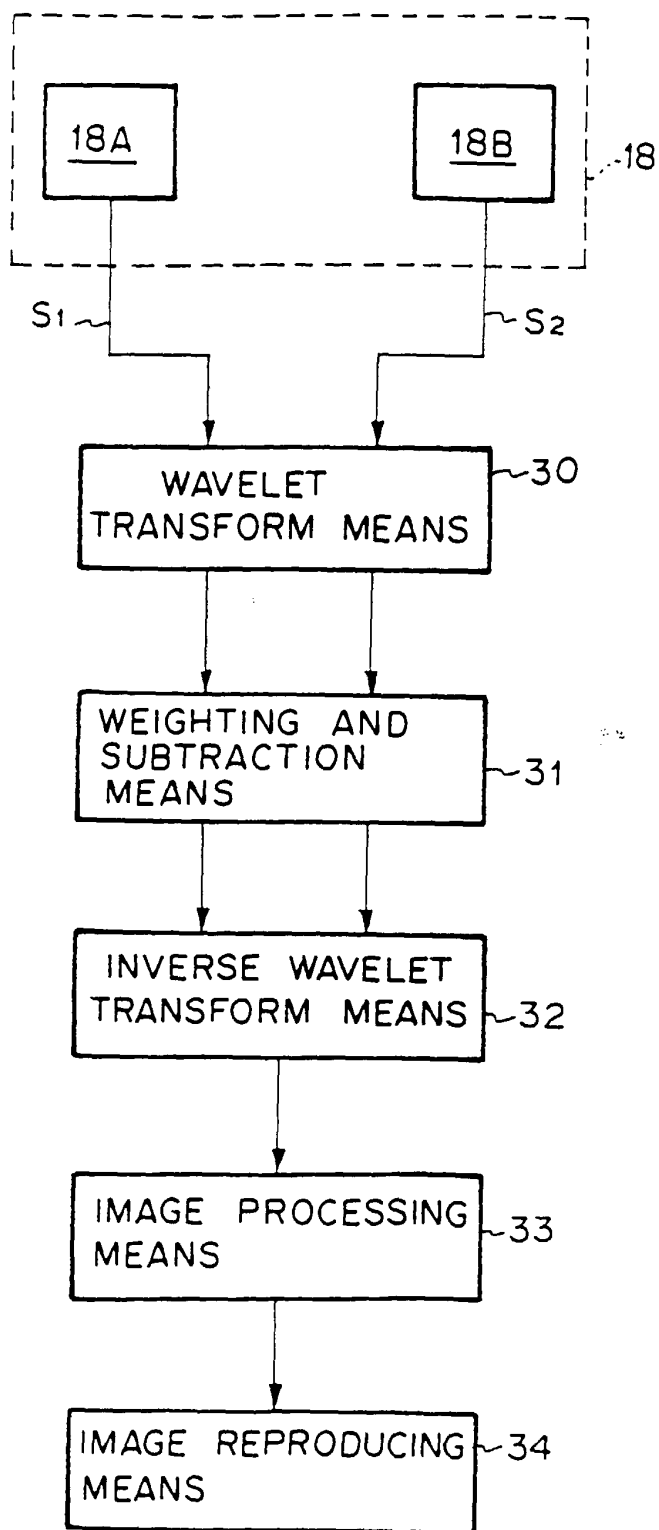 18A
18B
18
S1
S2
WAVELET
TRANSFORM MEANS
30
WEIGHTING AND
SUBTRACTION
MEANS
31
INVERSE WAVELET
TRANSFORM MEANS
32
IMAGE PROCESSING
MEANS
33
IMAGE REPRODUCING
MEANS
34